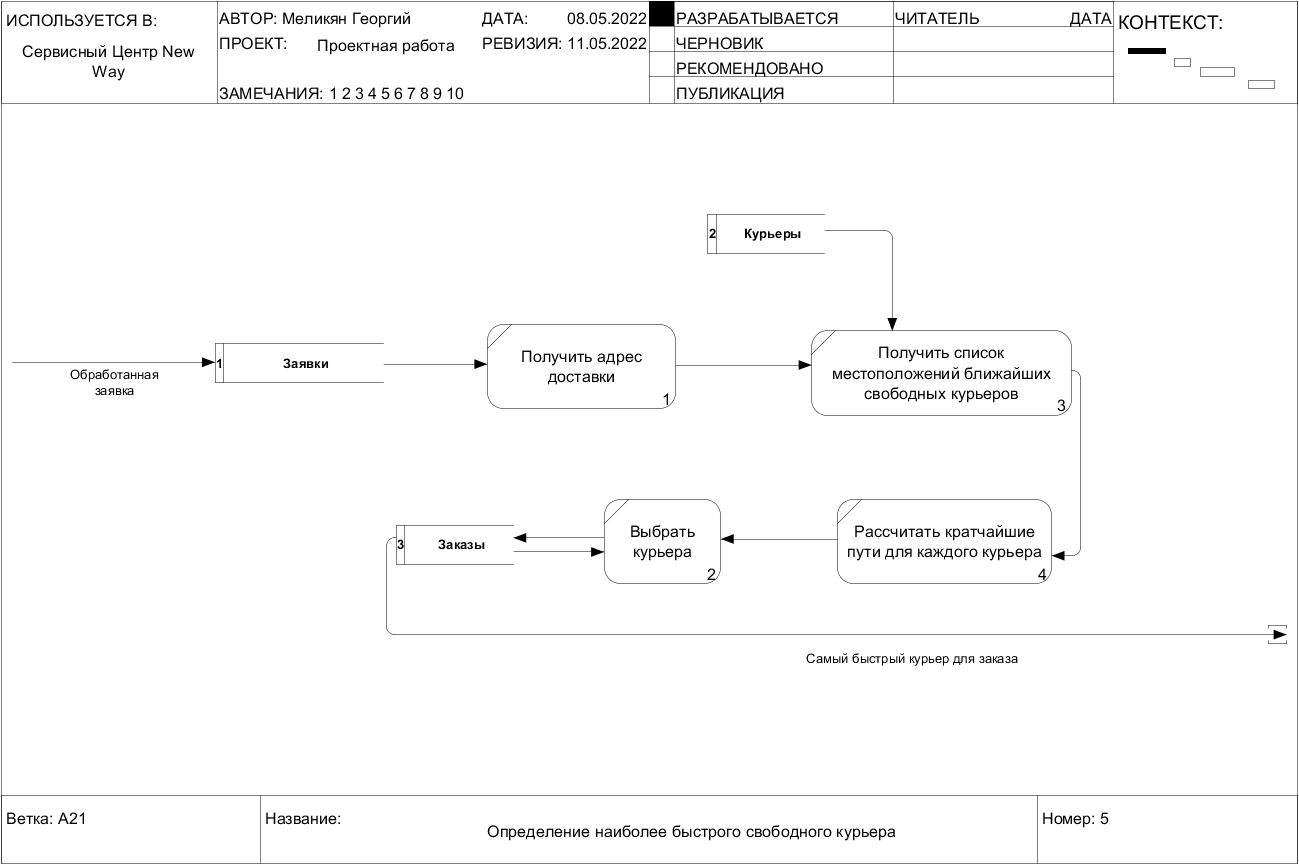 ИСПОЛЬЗУЕТСЯ В:
Сервисный Центр New
Way
АВТОР: Меликян Георгий
ДАТА: 08.05.2022
ПРОЕКТ: Проектная работа
РЕВИЗИЯ: 11.05.2022
ЗАМЕЧАНИЯ: 1 2 3 4 5 6 7 8 9 10
РАЗРАБАТЫВАЕТСЯ
ЧЕРНОВИК
РЕКОМЕНДОВАНО
ПУБЛИКАЦИЯ
ЧИТАТЕЛЬ ДАТА
КОНТЕКСТ:
2 Курьеры
Обработанная
заявка
1 Заявки
Получить адрес
доставки
1
Получить список
местоположений ближайших
свободных курьеров
3
3 Заказы
Выбрать
курьера
2
Рассчитать кратчайшие
пути для каждого курьера
4
Самый быстрый курьер для заказа
Ветка: A21
Название:
Определение наиболее быстрого свободного курьера
Номер: 5